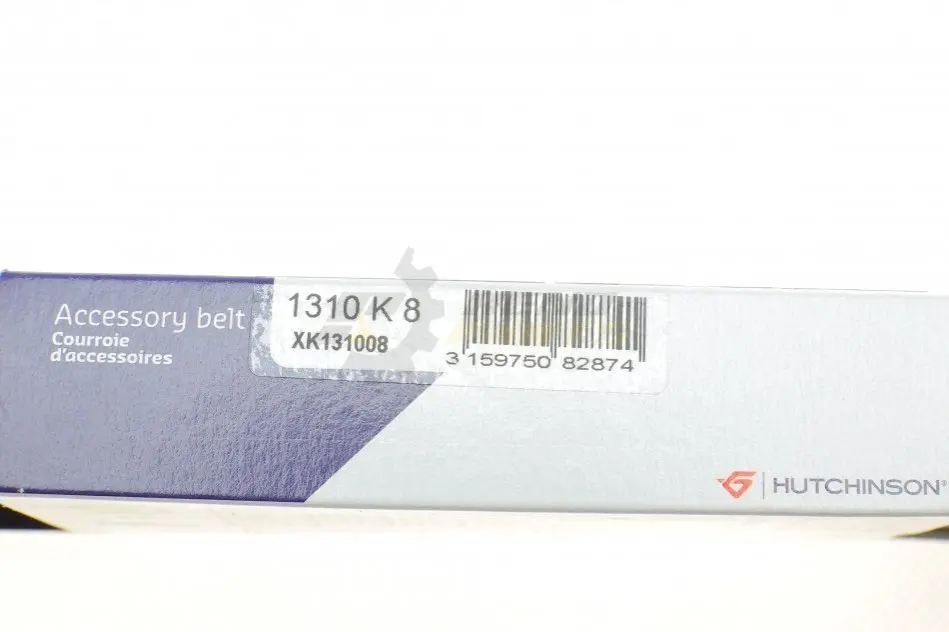 Accessory belt
Courroie
d'accessoires
1310 K 8
XK131008
3 159750 82874
HUTCHINSON®